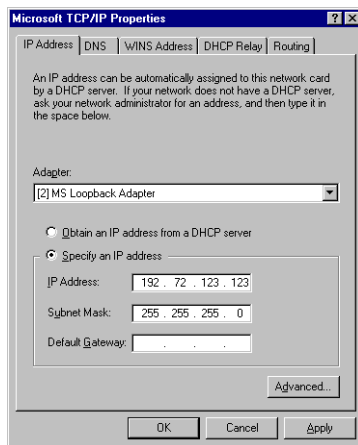 Microsoft TCP/IP Properties
IP Address DNS WINS Address DHCP Relay Routing
An IP address can be automatically assigned to this network card
by a DHCP server. If your network does not have a DHCP server,
ask your network administrator for an address, and then type it in
the space below.
Adapter:
[2] MS Loopback Adapter
Obtain an IP address from a DHCP server
Specify an IP address
IP Address: 192 . 72 . 123 . 123
Subnet Mask: 255 . 255 . 255 . 0
Default Gateway: . . .
Advanced...
OK Cancel Apply